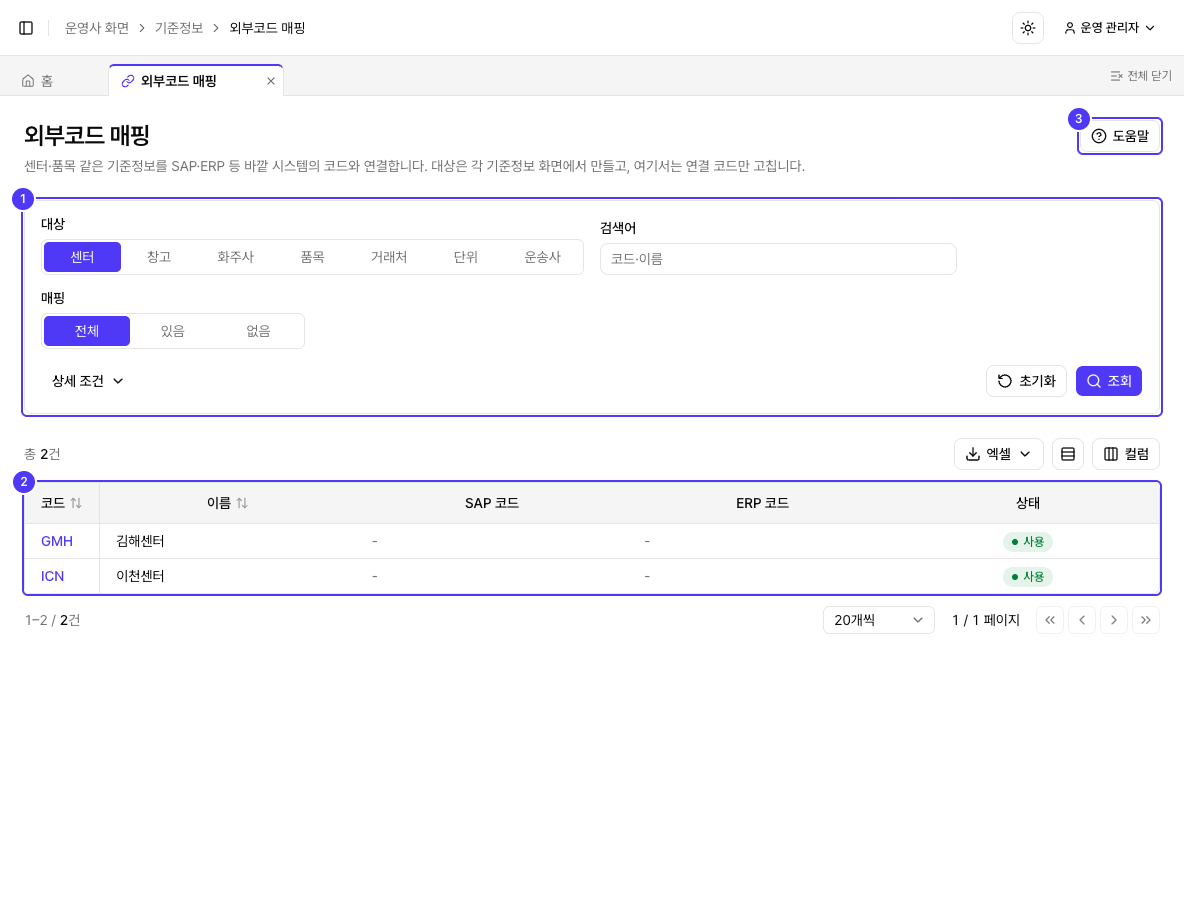 운영사 화면 > 기준정보 > 외부코드 매핑
운영 관리자
홈
외부코드 매핑
전체 닫기
외부코드 매핑
3
도움말
센터·품목 같은 기준정보를 SAP·ERP 등 바깥 시스템의 코드와 연결합니다. 대상은 각 기준정보 화면에서 만들고, 여기서는 연결 코드만 고칩니다.
1
대상
검색어
센터 창고 화주사 품목 거래처 단위 운송사
코드·이름
매핑
전체 있음 없음
상세 조건
초기화
조회
총 2건
엑셀
컬럼
2
코드 이름 SAP 코드 ERP 코드 상태
GMH 김해센터 - - 사용
ICN 이천센터 - - 사용
1–2 / 2건
20개씩
1 / 1 페이지